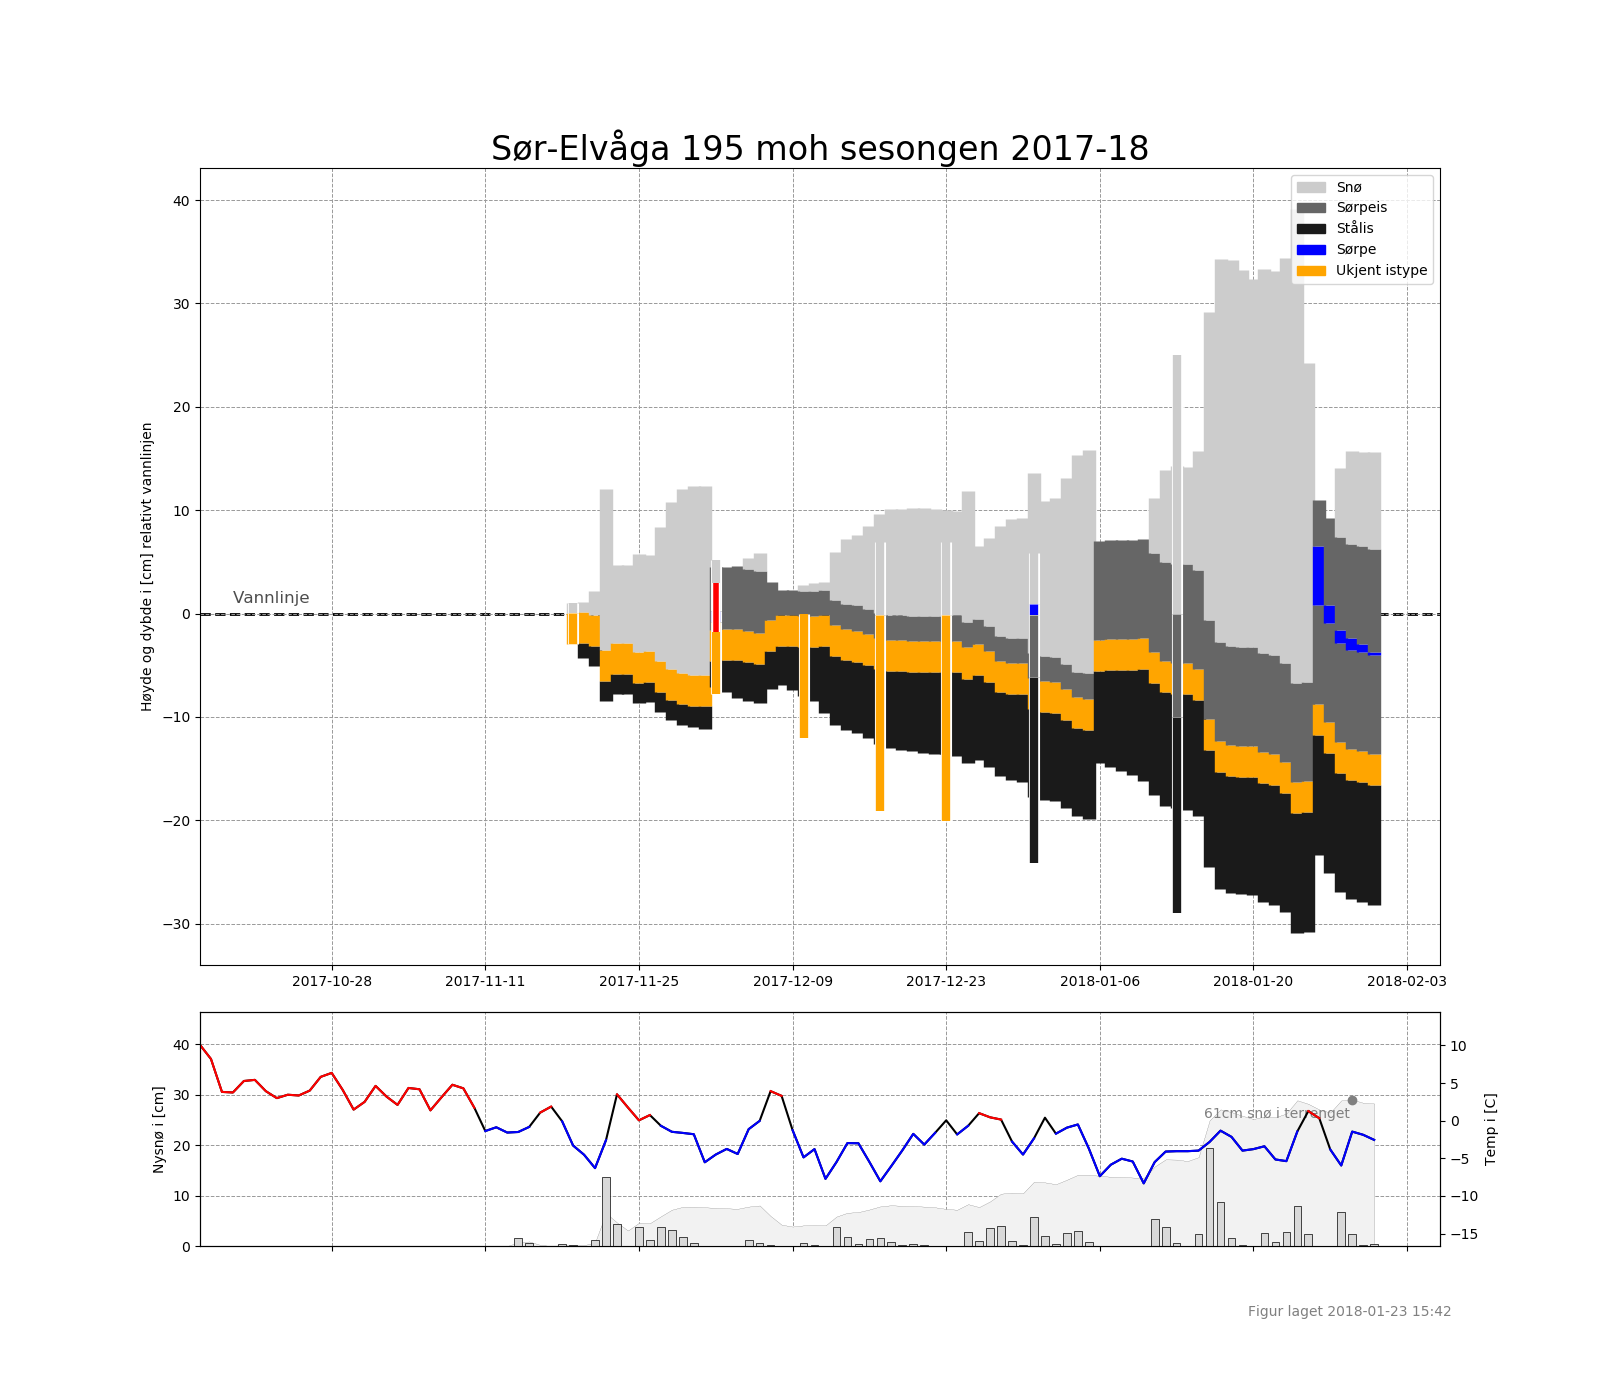 Sør-Elvåga 195 moh sesongen 2017-18
Høyde og dybde i [cm] relativt vannlinjen
40
30
20
10
0
−10
−20
−30
Vannlinje
Snø
Sørpeis
Stålis
Sørpe
Ukjent istype
2017-10-28
2017-11-11
2017-11-25
2017-12-09
2017-12-23
2018-01-06
2018-01-20
2018-02-03
Nysnø i [cm]
40
30
20
10
0
61cm snø i terrenget
10
5
0
−5
−10
−15
Temp i [C]
Figur laget 2018-01-23 15:42